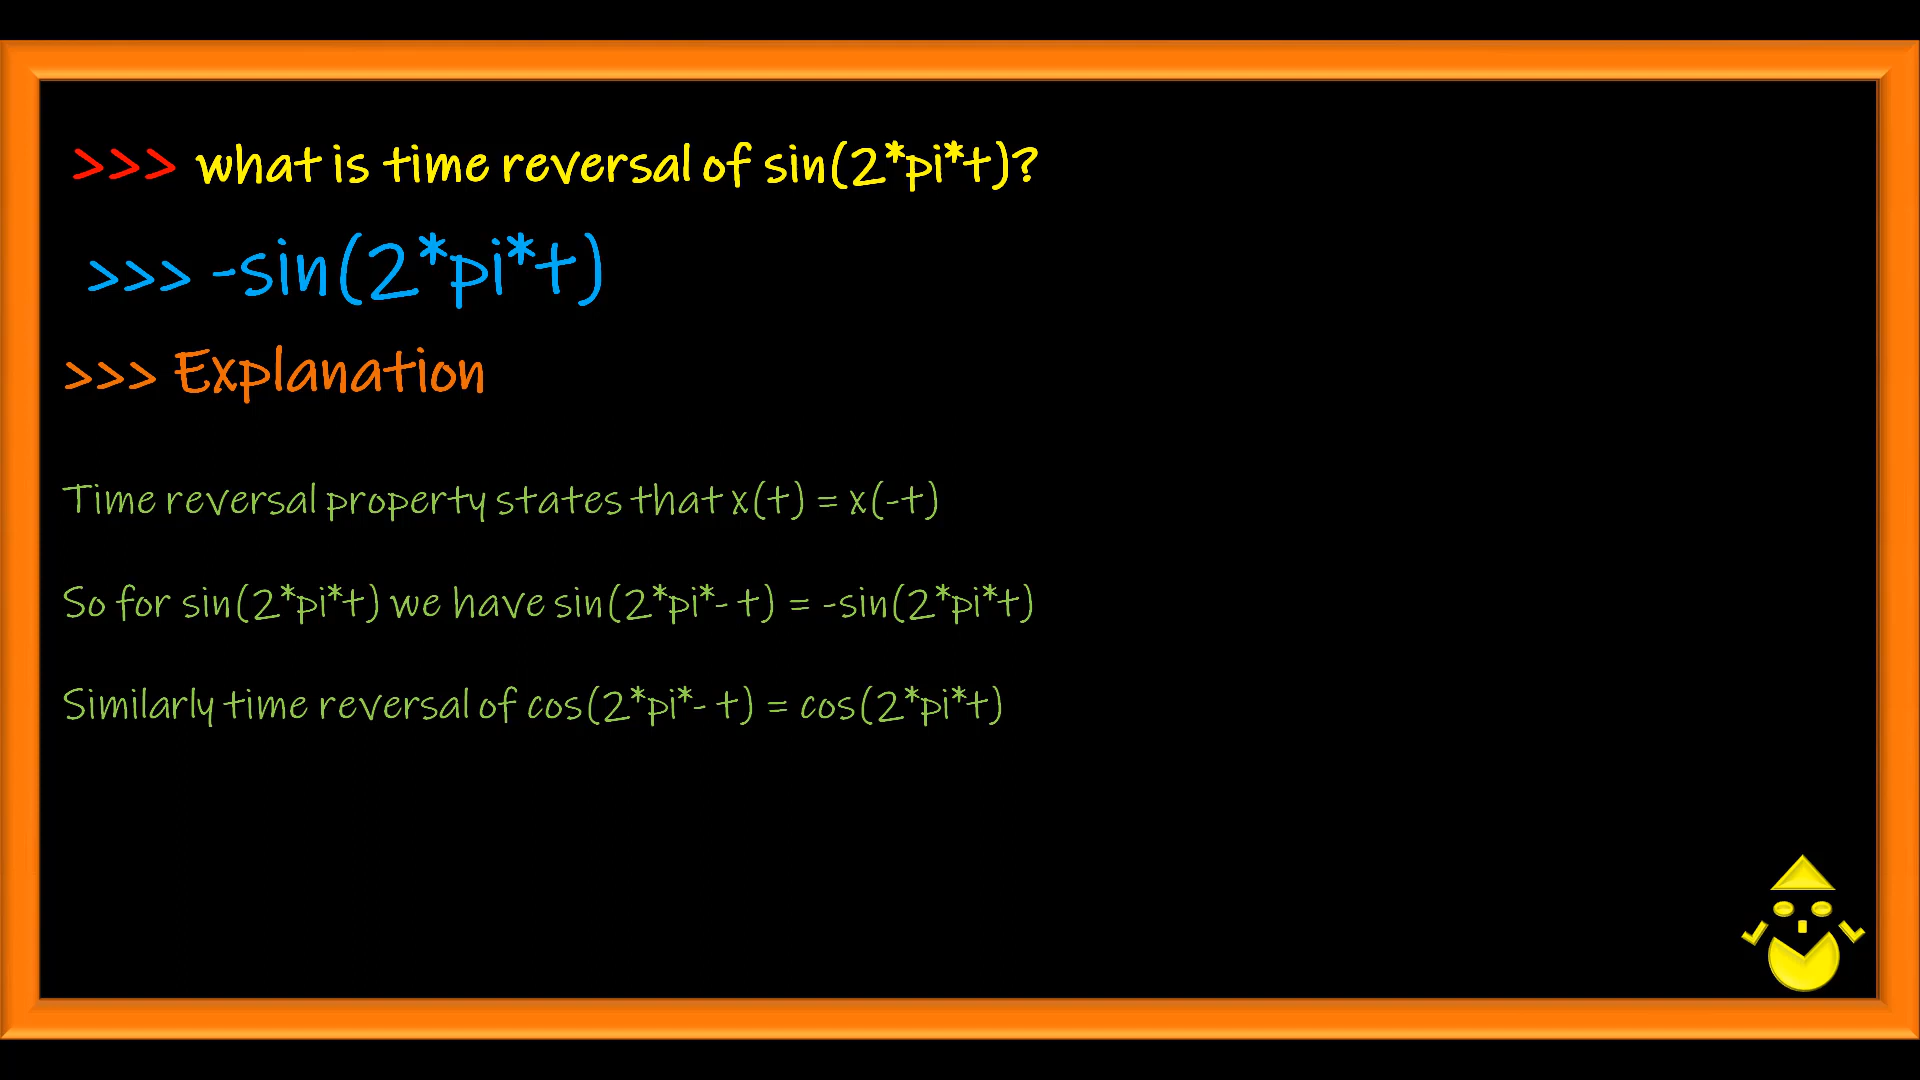 >>> what is time reversal of sin(2*pi*t)?
>>> -sin(2*pi*t)
>>> Explanation
Time reversal property states that x(t) = x(-t)
So for sin(2*pi*t) we have sin(2*pi*- t) = -sin(2*pi*t)
Similarly time reversal of cos(2*pi*- t) = cos(2*pi*t)